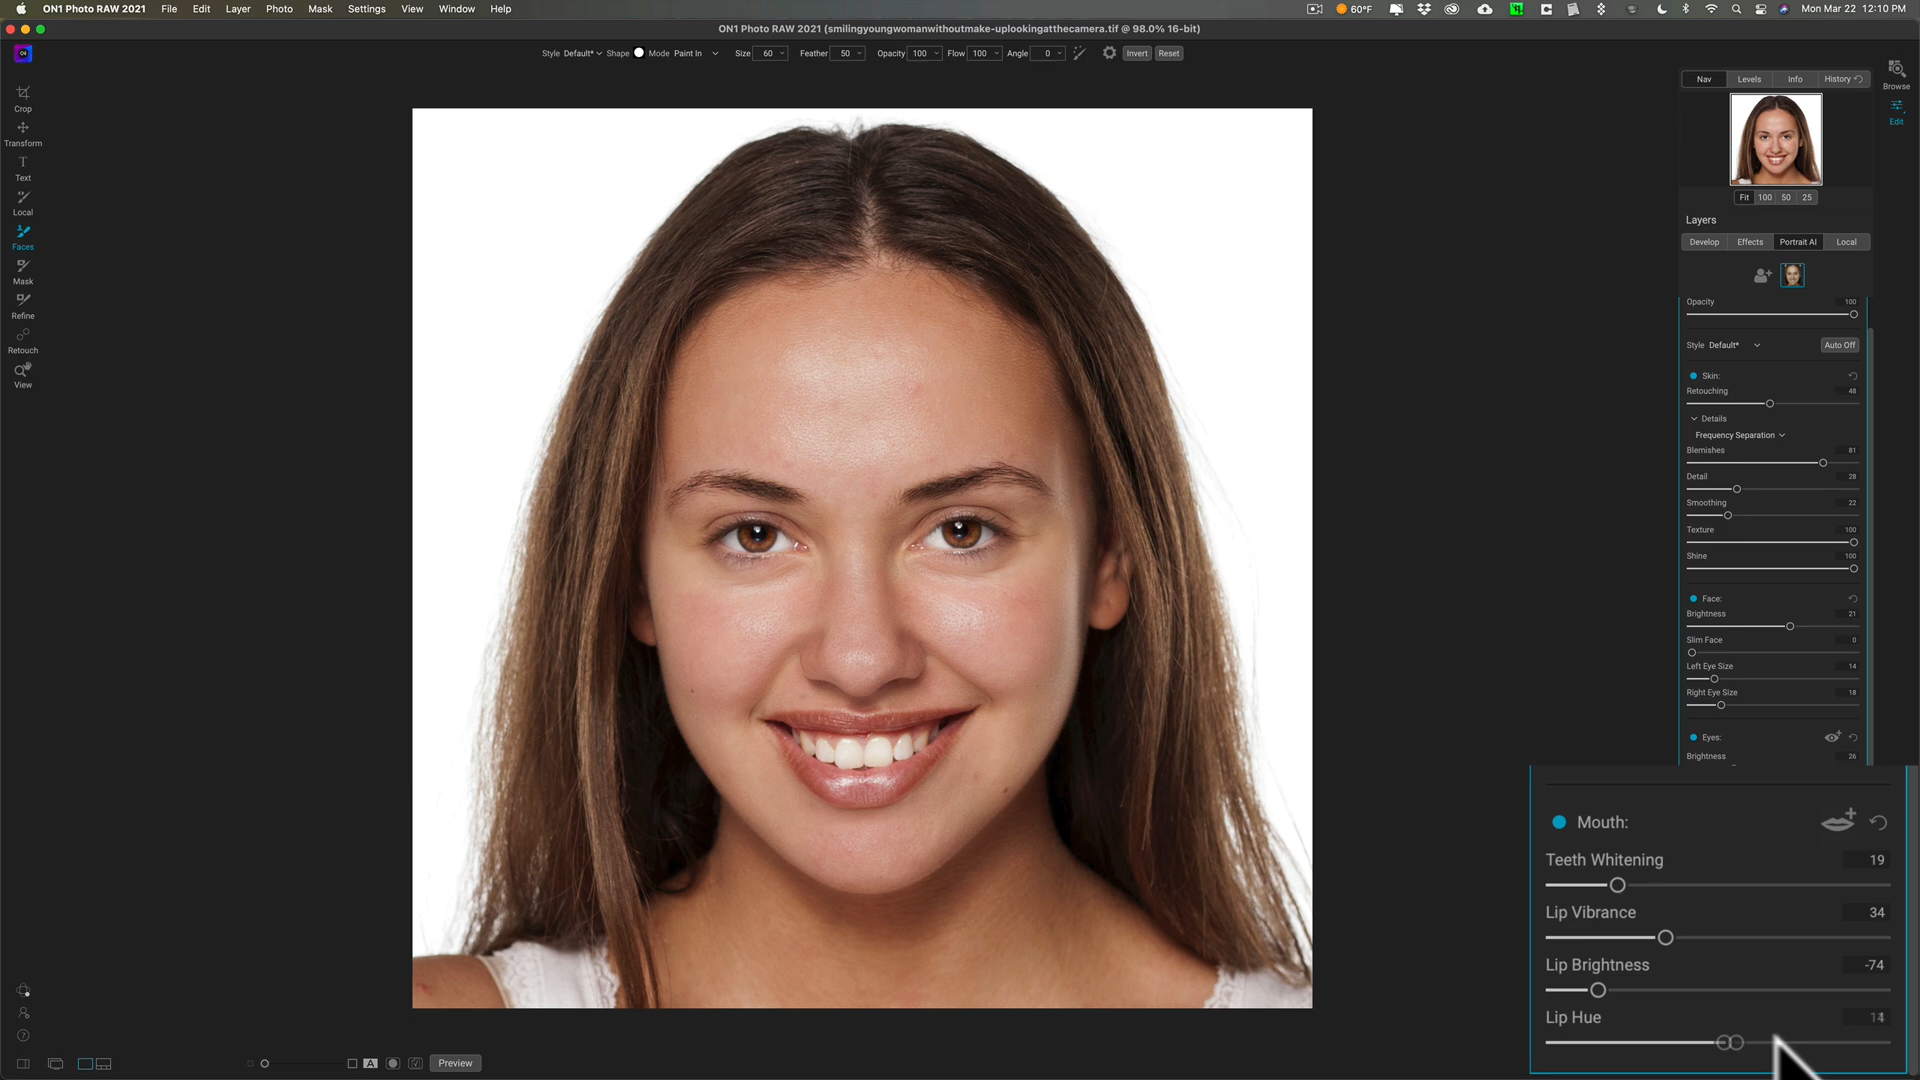 ON1 Photo RAW 2021 File Edit Layer Photo Mask Settings View Window Help 60°F Mon Mar 22 12:10 PM
ON1 Photo RAW 2021 (smilingyoungwomanwithoutmake-uplookingatthecamera.tif @ 98.0% 16-bit)
Style Default* Shape Mode Paint In Size 60 Feather 50 Opacity 100 Flow 100 Angle 0 Invert Reset
Crop
Transform
Text
Local
Faces
Mask
Refine
Retouch
View
Nav Levels Info History
Browse
Edit
Fit 100 50 25
Layers
Develop Effects Portrait AI Local
Opacity 100
Style Default* Auto Off
Skin:
Retouching 48
Details
Frequency Separation
Blemishes 81
Detail 28
Smoothing 22
Texture 100
Shine 100
Face:
Brightness 21
Slim Face 0
Left Eye Size 14
Right Eye Size 18
Eyes:
Brightness 26
Mouth:
Teeth Whitening 19
Lip Vibrance 34
Lip Brightness -74
Lip Hue
A Preview